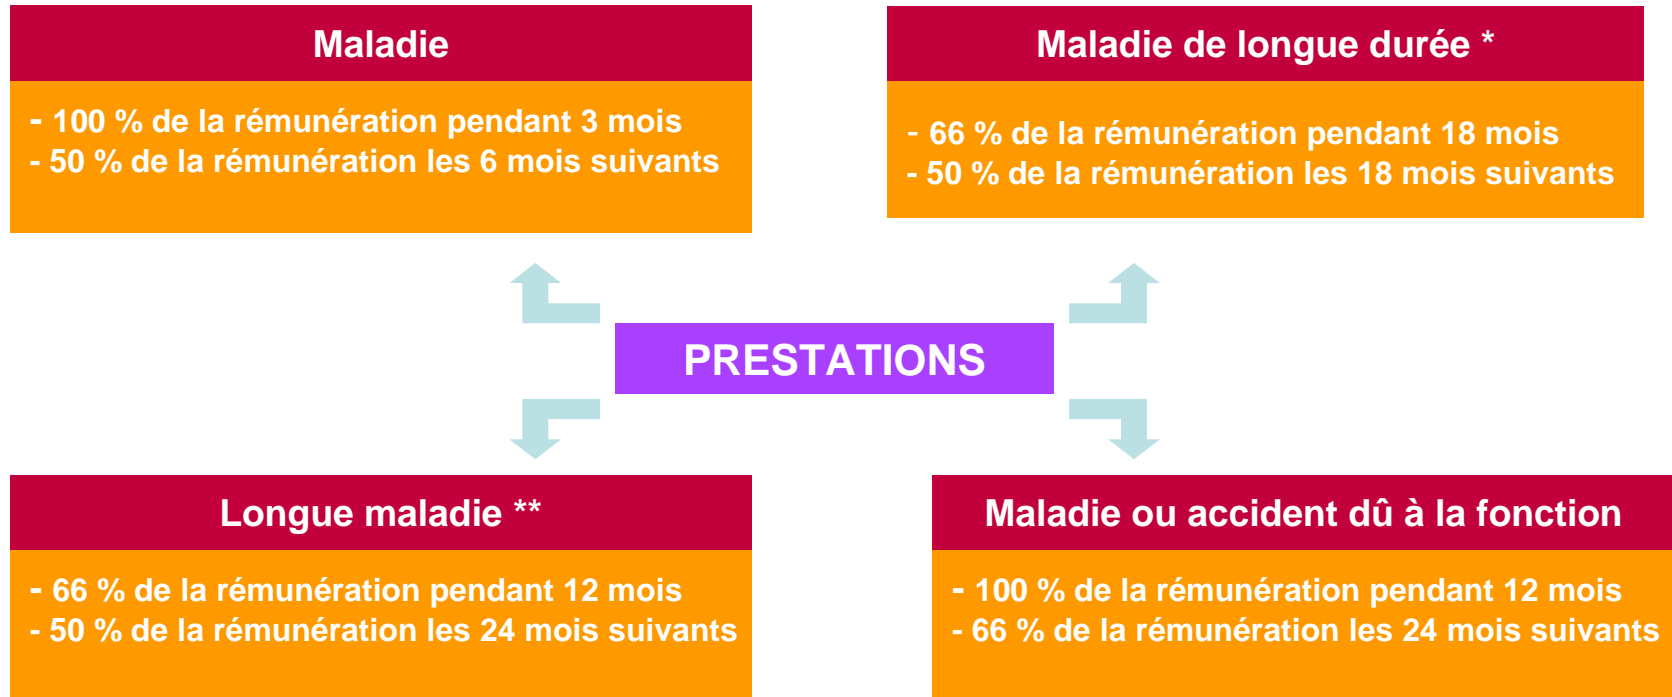 Maladie
- 100 % de la rémunération pendant 3 mois
- 50 % de la rémunération les 6 mois suivants
Maladie de longue durée *
- 66 % de la rémunération pendant 18 mois
- 50 % de la rémunération les 18 mois suivants
PRESTATIONS
Longue maladie **
- 66 % de la rémunération pendant 12 mois
- 50 % de la rémunération les 24 mois suivants
Maladie ou accident dû à la fonction
- 100 % de la rémunération pendant 12 mois
- 66 % de la rémunération les 24 mois suivants